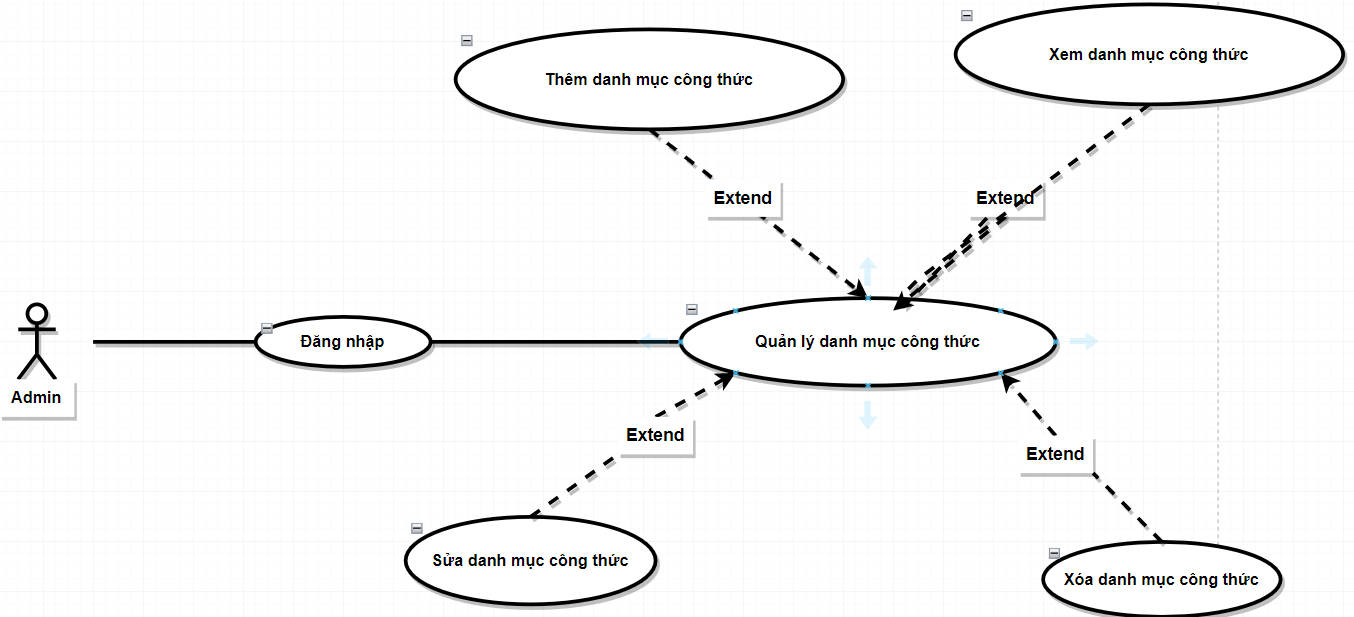 Thêm danh mục công thức
Xem danh mục công thức
Extend
Extend
Đăng nhập
Quản lý danh mục công thức
Admin
Extend
Extend
Sửa danh mục công thức
Xóa danh mục công thức